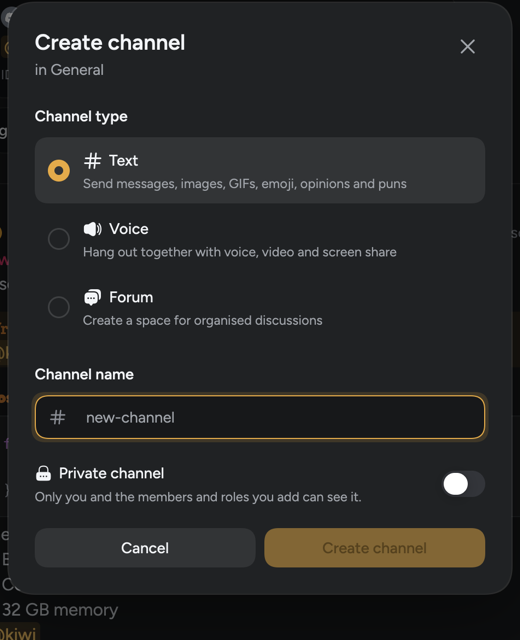 Create channel
in General
Channel type
# Text
Send messages, images, GIFs, emoji, opinions and puns
Voice
Hang out together with voice, video and screen share
Forum
Create a space for organised discussions
Channel name
# new-channel
Private channel
Only you and the members and roles you add can see it.
Cancel
Create channel
32 GB memory
@kiwi